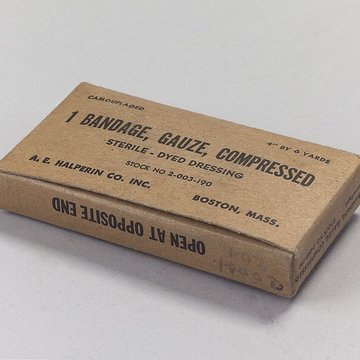 CAMOUFLAGED
1 BANDAGE, GAUZE, COMPRESSED
4" BY 6 YARDS
STERILE - DYED DRESSING
STOCK NO 2-003-190
A. E. HALPERIN CO. INC.
BOSTON, MASS.
OPEN AT OPPOSITE END